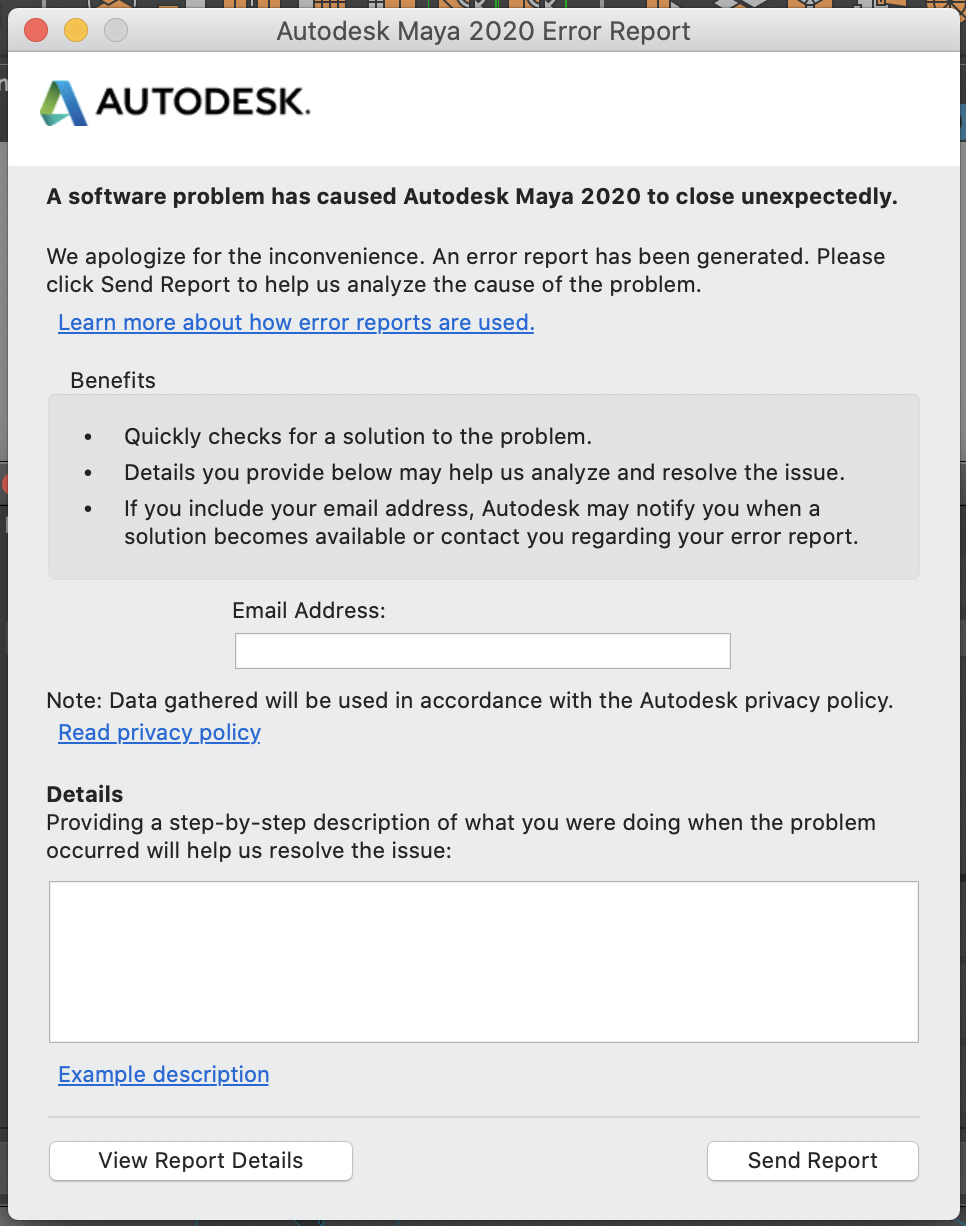 Autodesk Maya 2020 Error Report
AUTODESK.
A software problem has caused Autodesk Maya 2020 to close unexpectedly.
We apologize for the inconvenience. An error report has been generated. Please
click Send Report to help us analyze the cause of the problem.
Learn more about how error reports are used.
Benefits
• Quickly checks for a solution to the problem.
• Details you provide below may help us analyze and resolve the issue.
• If you include your email address, Autodesk may notify you when a
solution becomes available or contact you regarding your error report.
Email Address:
Note: Data gathered will be used in accordance with the Autodesk privacy policy.
Read privacy policy
Details
Providing a step-by-step description of what you were doing when the problem
occurred will help us resolve the issue:
Example description
View Report Details
Send Report